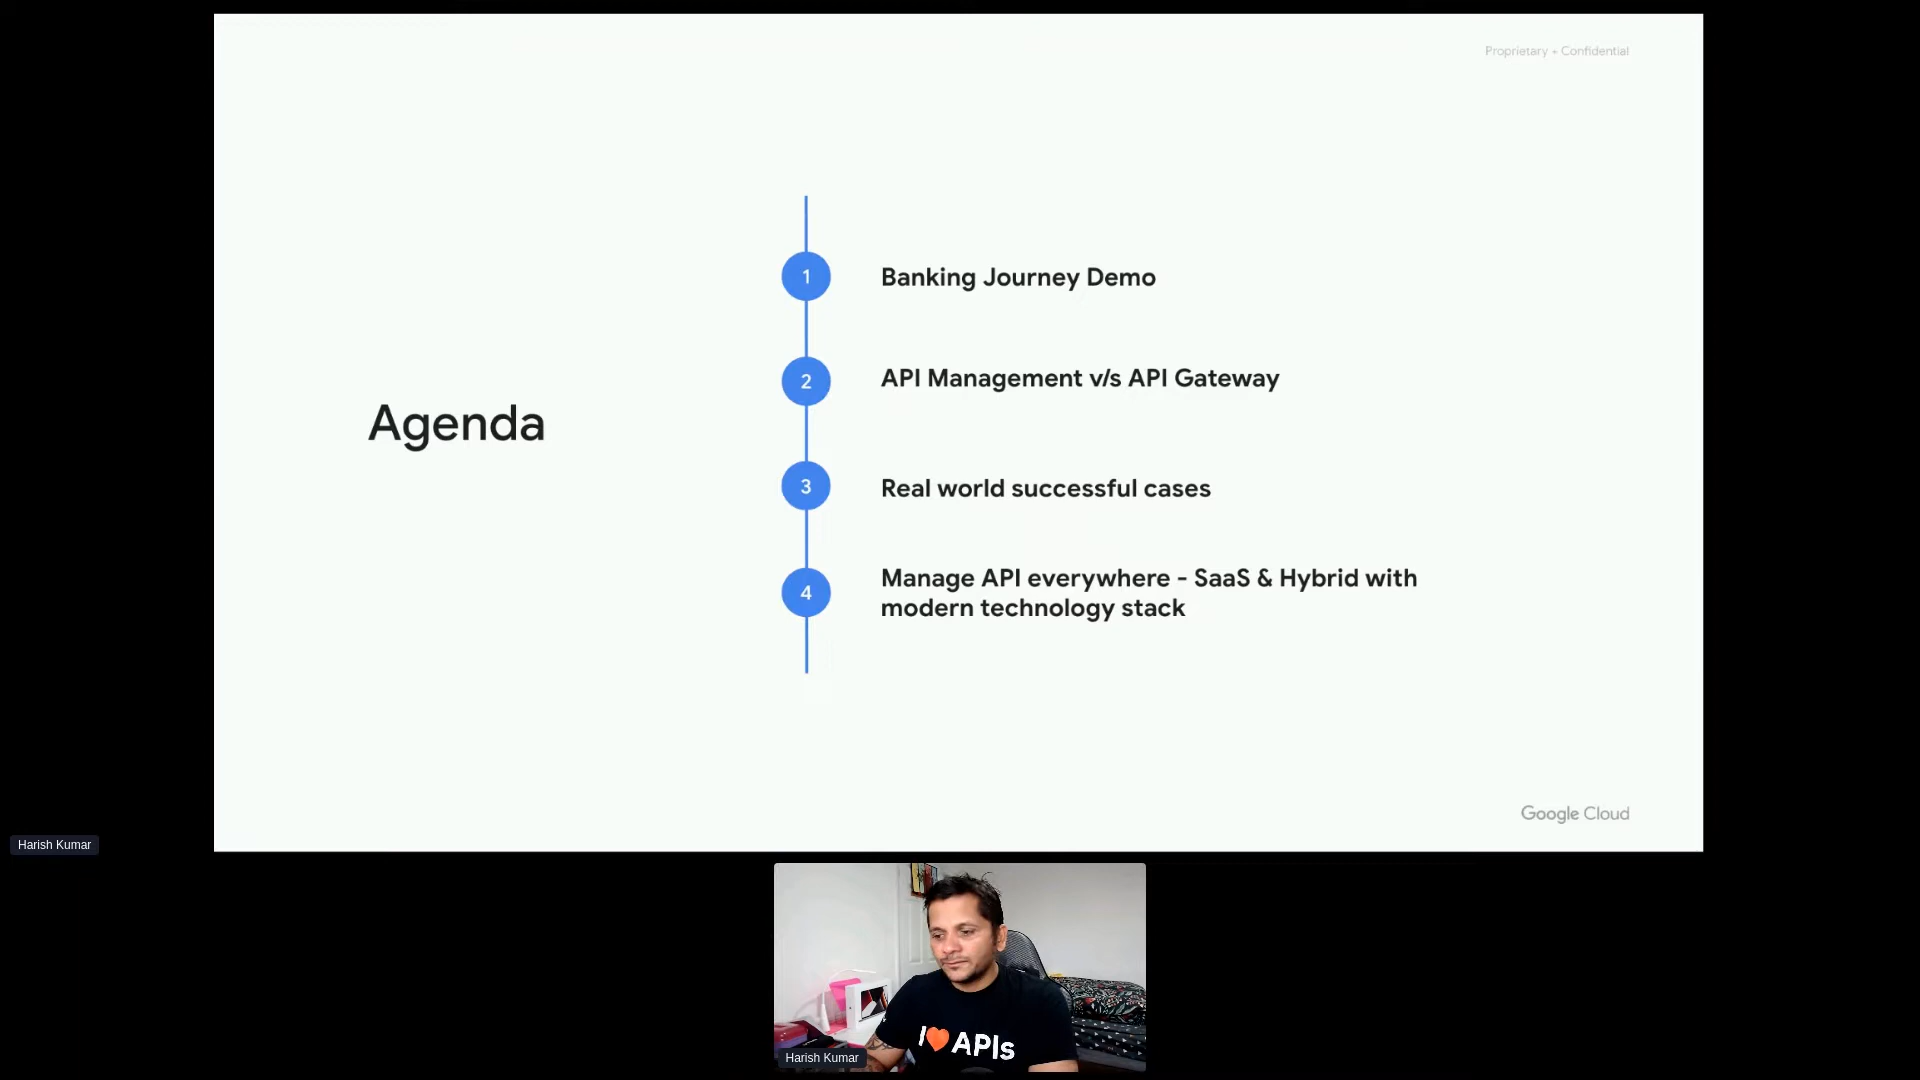 Proprietary + Confidential
Agenda
1
Banking Journey Demo
2
API Management v/s API Gateway
3
Real world successful cases
4
Manage API everywhere - SaaS & Hybrid with
modern technology stack
Google Cloud
Harish Kumar
I🧡APIs
Harish Kumar